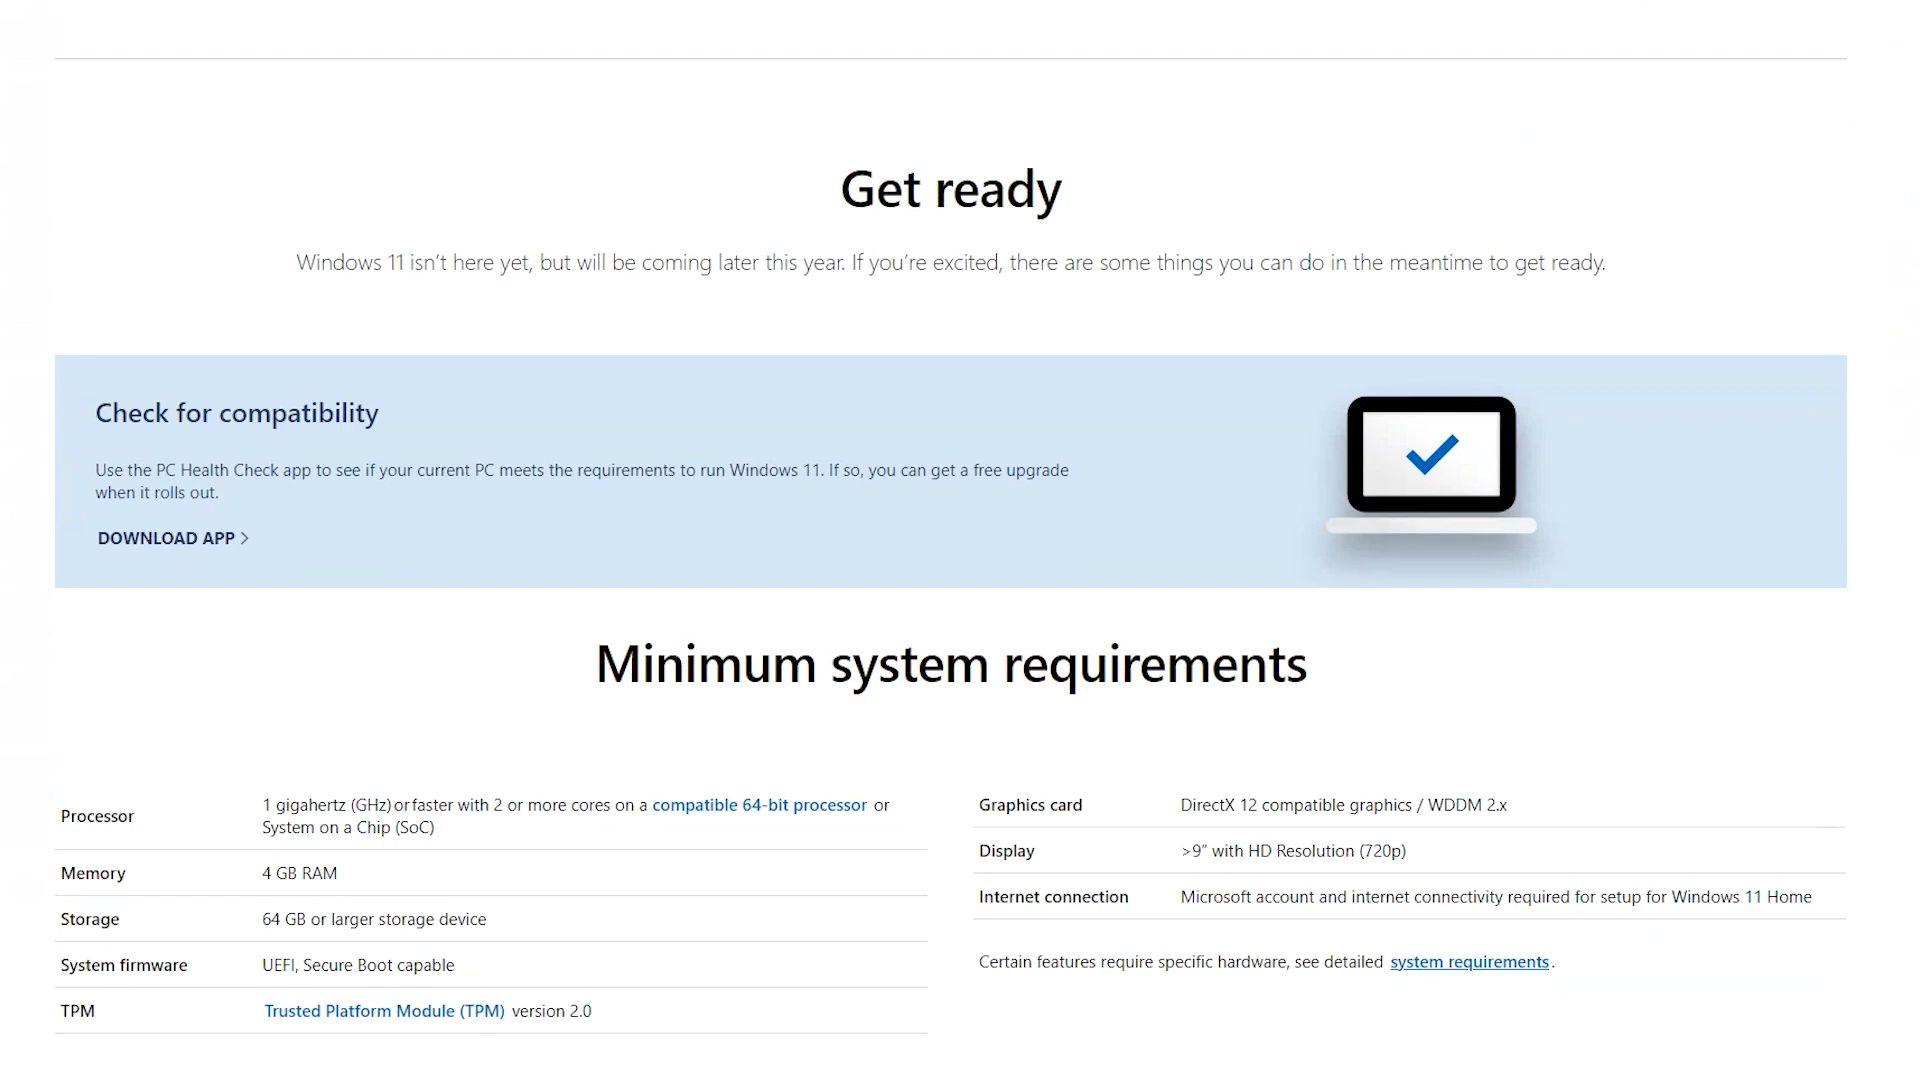 Get ready
Windows 11 isn’t here yet, but will be coming later this year. If you’re excited, there are some things you can do in the meantime to get ready.
Check for compatibility
Use the PC Health Check app to see if your current PC meets the requirements to run Windows 11. If so, you can get a free upgrade
when it rolls out.
DOWNLOAD APP >
Minimum system requirements
Processor
1 gigahertz (GHz) or faster with 2 or more cores on a compatible 64-bit processor or
System on a Chip (SoC)
Memory
4 GB RAM
Storage
64 GB or larger storage device
System firmware
UEFI, Secure Boot capable
TPM
Trusted Platform Module (TPM) version 2.0
Graphics card
DirectX 12 compatible graphics / WDDM 2.x
Display
>9” with HD Resolution (720p)
Internet connection
Microsoft account and internet connectivity required for setup for Windows 11 Home
Certain features require specific hardware, see detailed system requirements.